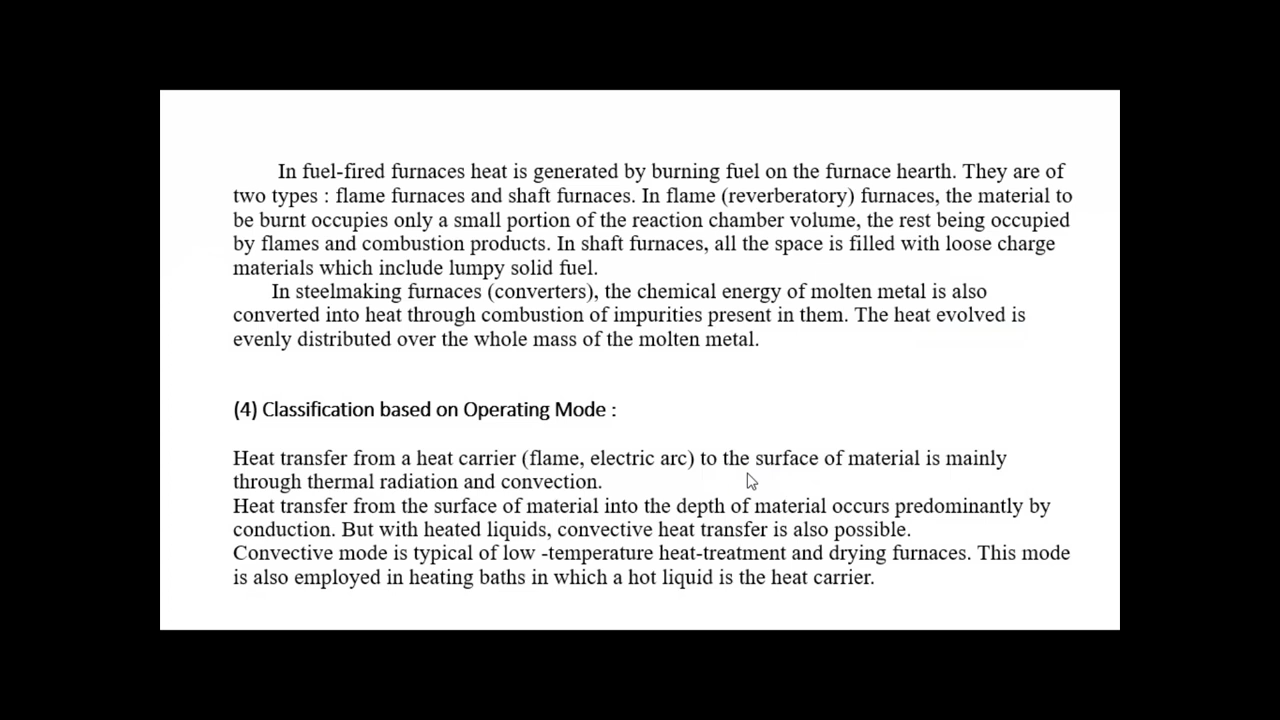 In fuel-fired furnaces heat is generated by burning fuel on the furnace hearth. They are of
two types : flame furnaces and shaft furnaces. In flame (reverberatory) furnaces, the material to
be burnt occupies only a small portion of the reaction chamber volume, the rest being occupied
by flames and combustion products. In shaft furnaces, all the space is filled with loose charge
materials which include lumpy solid fuel.
In steelmaking furnaces (converters), the chemical energy of molten metal is also
converted into heat through combustion of impurities present in them. The heat evolved is
evenly distributed over the whole mass of the molten metal.
(4) Classification based on Operating Mode :
Heat transfer from a heat carrier (flame, electric arc) to the surface of material is mainly
through thermal radiation and convection.
Heat transfer from the surface of material into the depth of material occurs predominantly by
conduction. But with heated liquids, convective heat transfer is also possible.
Convective mode is typical of low -temperature heat-treatment and drying furnaces. This mode
is also employed in heating baths in which a hot liquid is the heat carrier.